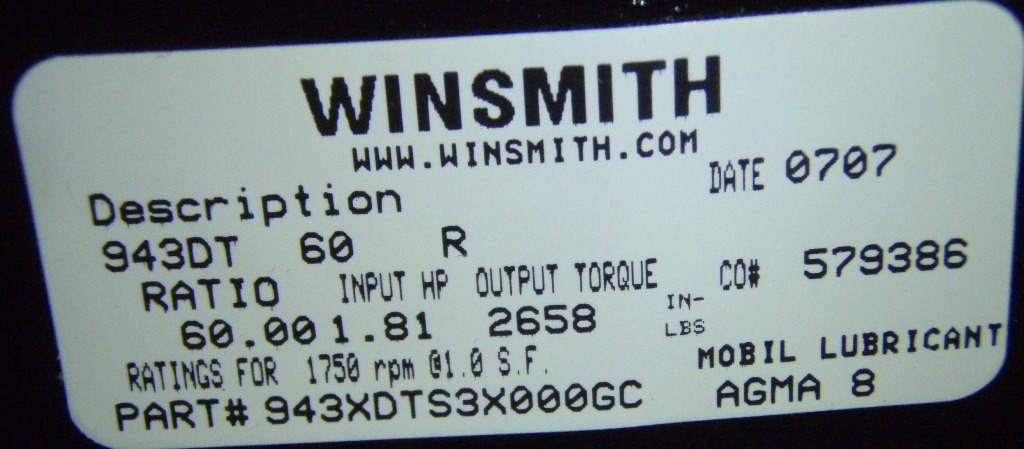 WINSMITH
WWW.WINSMITH.COM
DATE 0707
Description
943DT 60 R
CO# 579386
RATIO INPUT HP OUTPUT TORQUE
60.00 1.81 2658 IN-
LBS
RATINGS FOR 1750 rpm @1.0 S.F.
MOBIL LUBRICANT
PART# 943XDTS3X000GC
AGMA 8